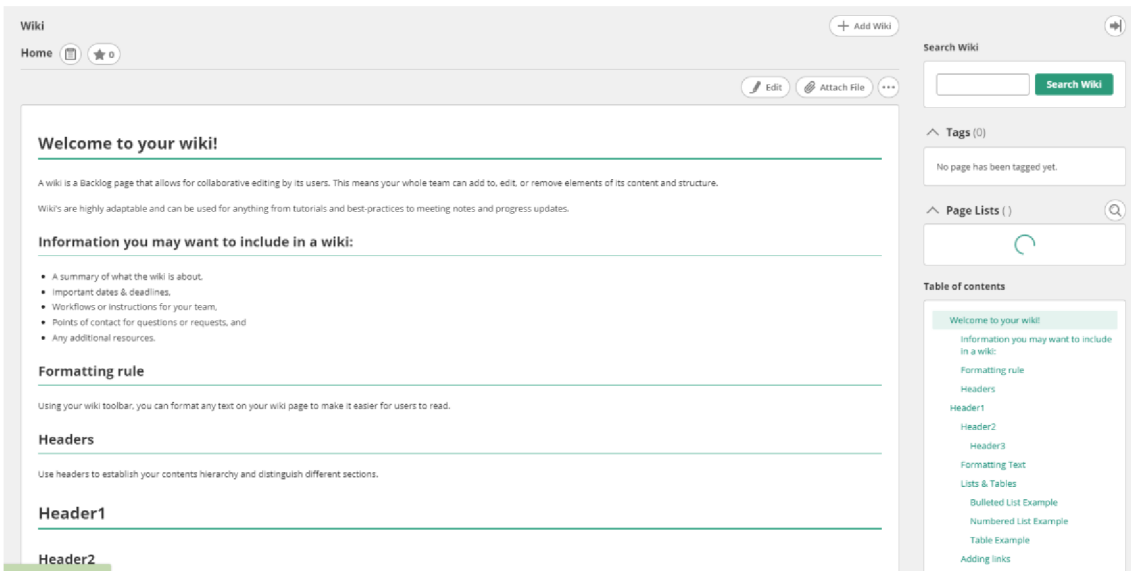 Wiki
+ Add Wiki
Home
0
Edit
Attach File
Welcome to your wiki!
A wiki is a Backlog page that allows for collaborative editing by its users. This means your whole team can add to, edit, or remove elements of its content and structure.
Wiki's are highly adaptable and can be used for anything from tutorials and best-practices to meeting notes and progress updates.
Information you may want to include in a wiki:
• A summary of what the wiki is about,
• Important dates & deadlines,
• Workflows or instructions for your team,
• Points of contact for questions or requests, and
• Any additional resources.
Formatting rule
Using your wiki toolbar, you can format any text on your wiki page to make it easier for users to read.
Headers
Use headers to establish your contents hierarchy and distinguish different sections.
Header1
Header2
Search Wiki
Search Wiki
Tags (0)
No page has been tagged yet.
Page Lists ( )
Table of contents
Welcome to your wiki!
Information you may want to include
in a wiki:
Formatting rule
Headers
Header1
Header2
Header3
Formatting Text
Lists & Tables
Bulleted List Example
Numbered List Example
Table Example
Adding links